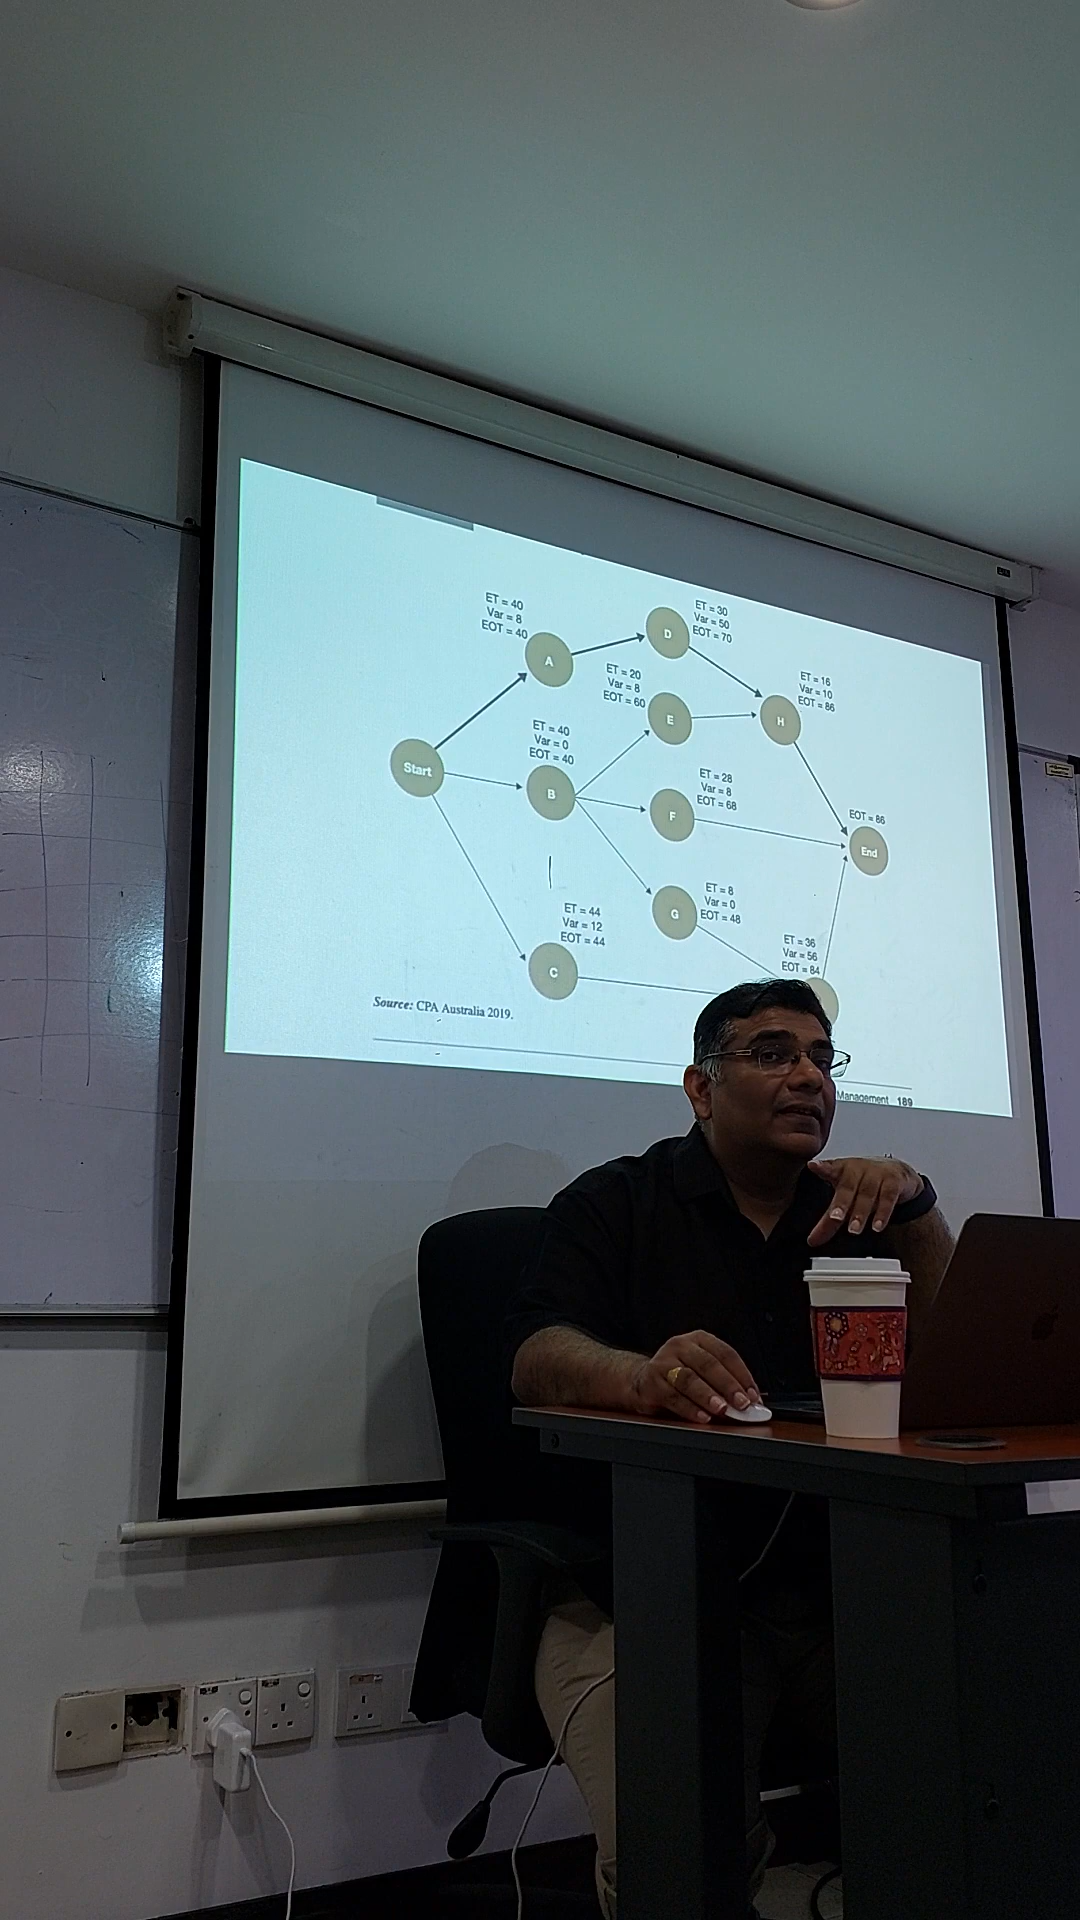 ET = 40
Var = 8
EOT = 40
A
ET = 30
Var = 50
EOT = 70
D
ET = 20
Var = 8
EOT = 60
E
ET = 16
Var = 10
EOT = 86
H
Start
ET = 40
Var = 0
EOT = 40
B
ET = 28
Var = 8
EOT = 68
F
EOT = 86
End
ET = 8
Var = 0
EOT = 48
G
ET = 44
Var = 12
EOT = 44
C
ET = 36
Var = 56
EOT = 84
Source: CPA Australia 2019.
Management 189